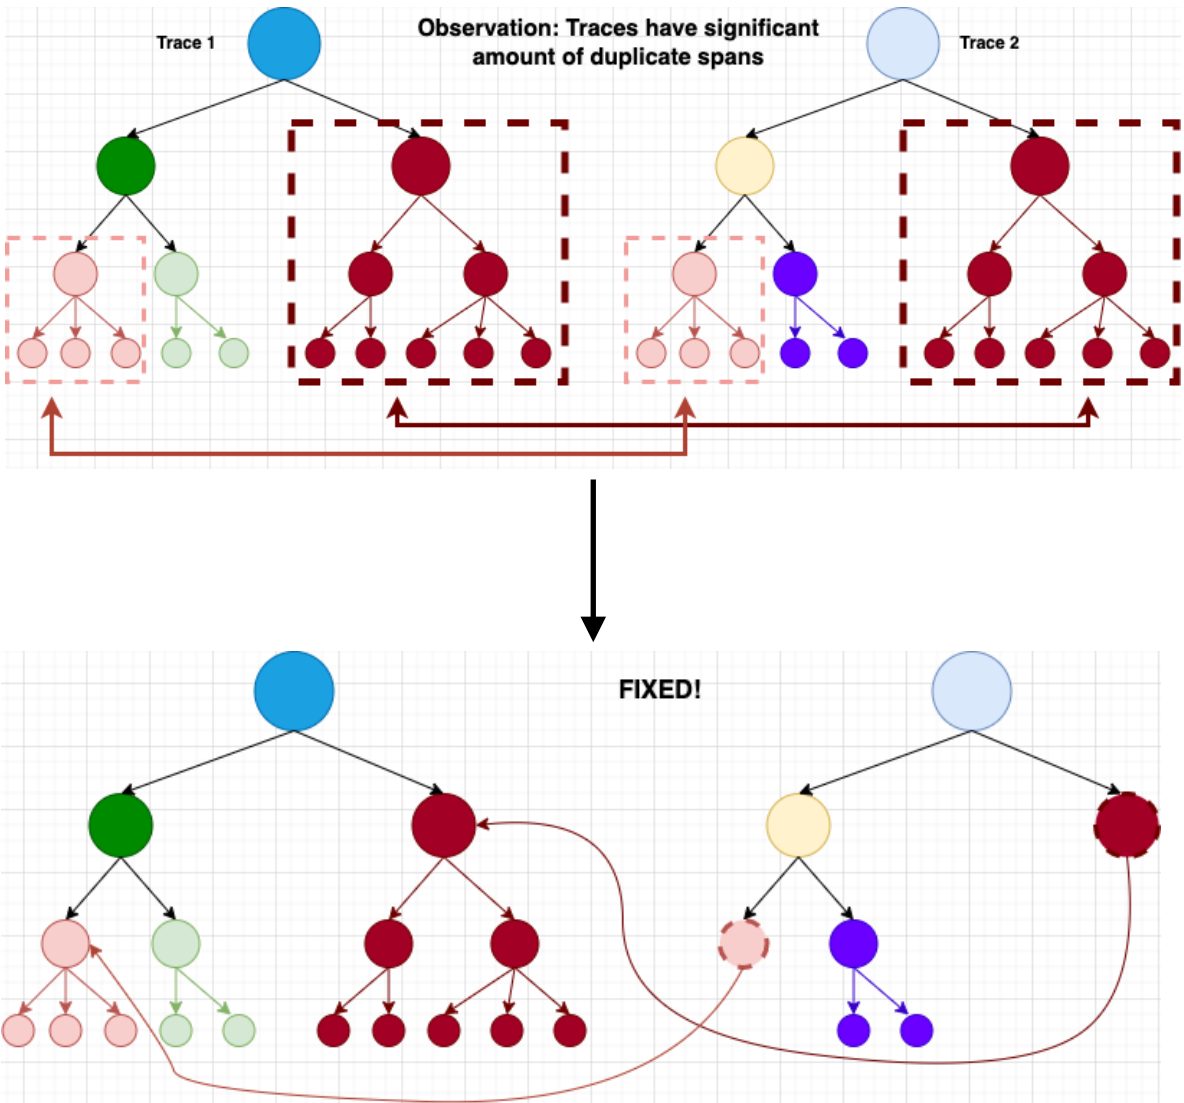 Trace 1
Observation: Traces have significant
amount of duplicate spans
Trace 2
FIXED!